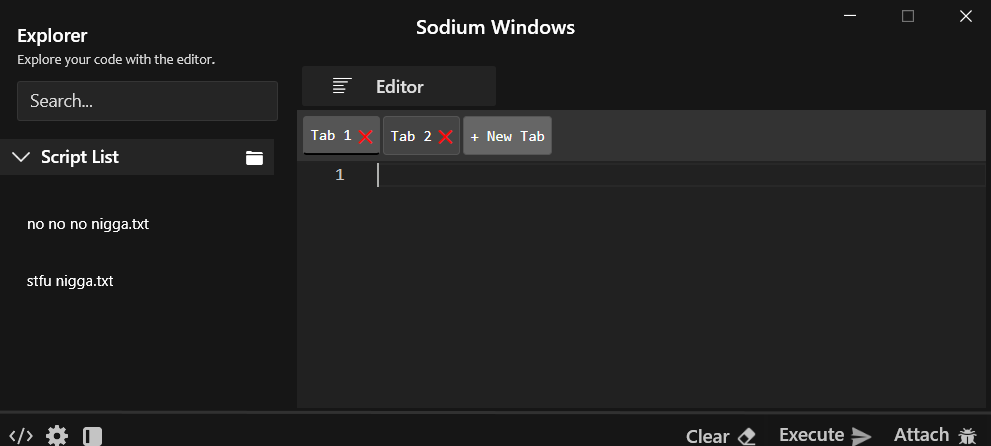 Sodium Windows
Explorer
Explore your code with the editor.
Search...
Editor
Tab 1
Tab 2
+ New Tab
Script List
1
no no no nigga.txt
stfu nigga.txt
Clear
Execute
Attach